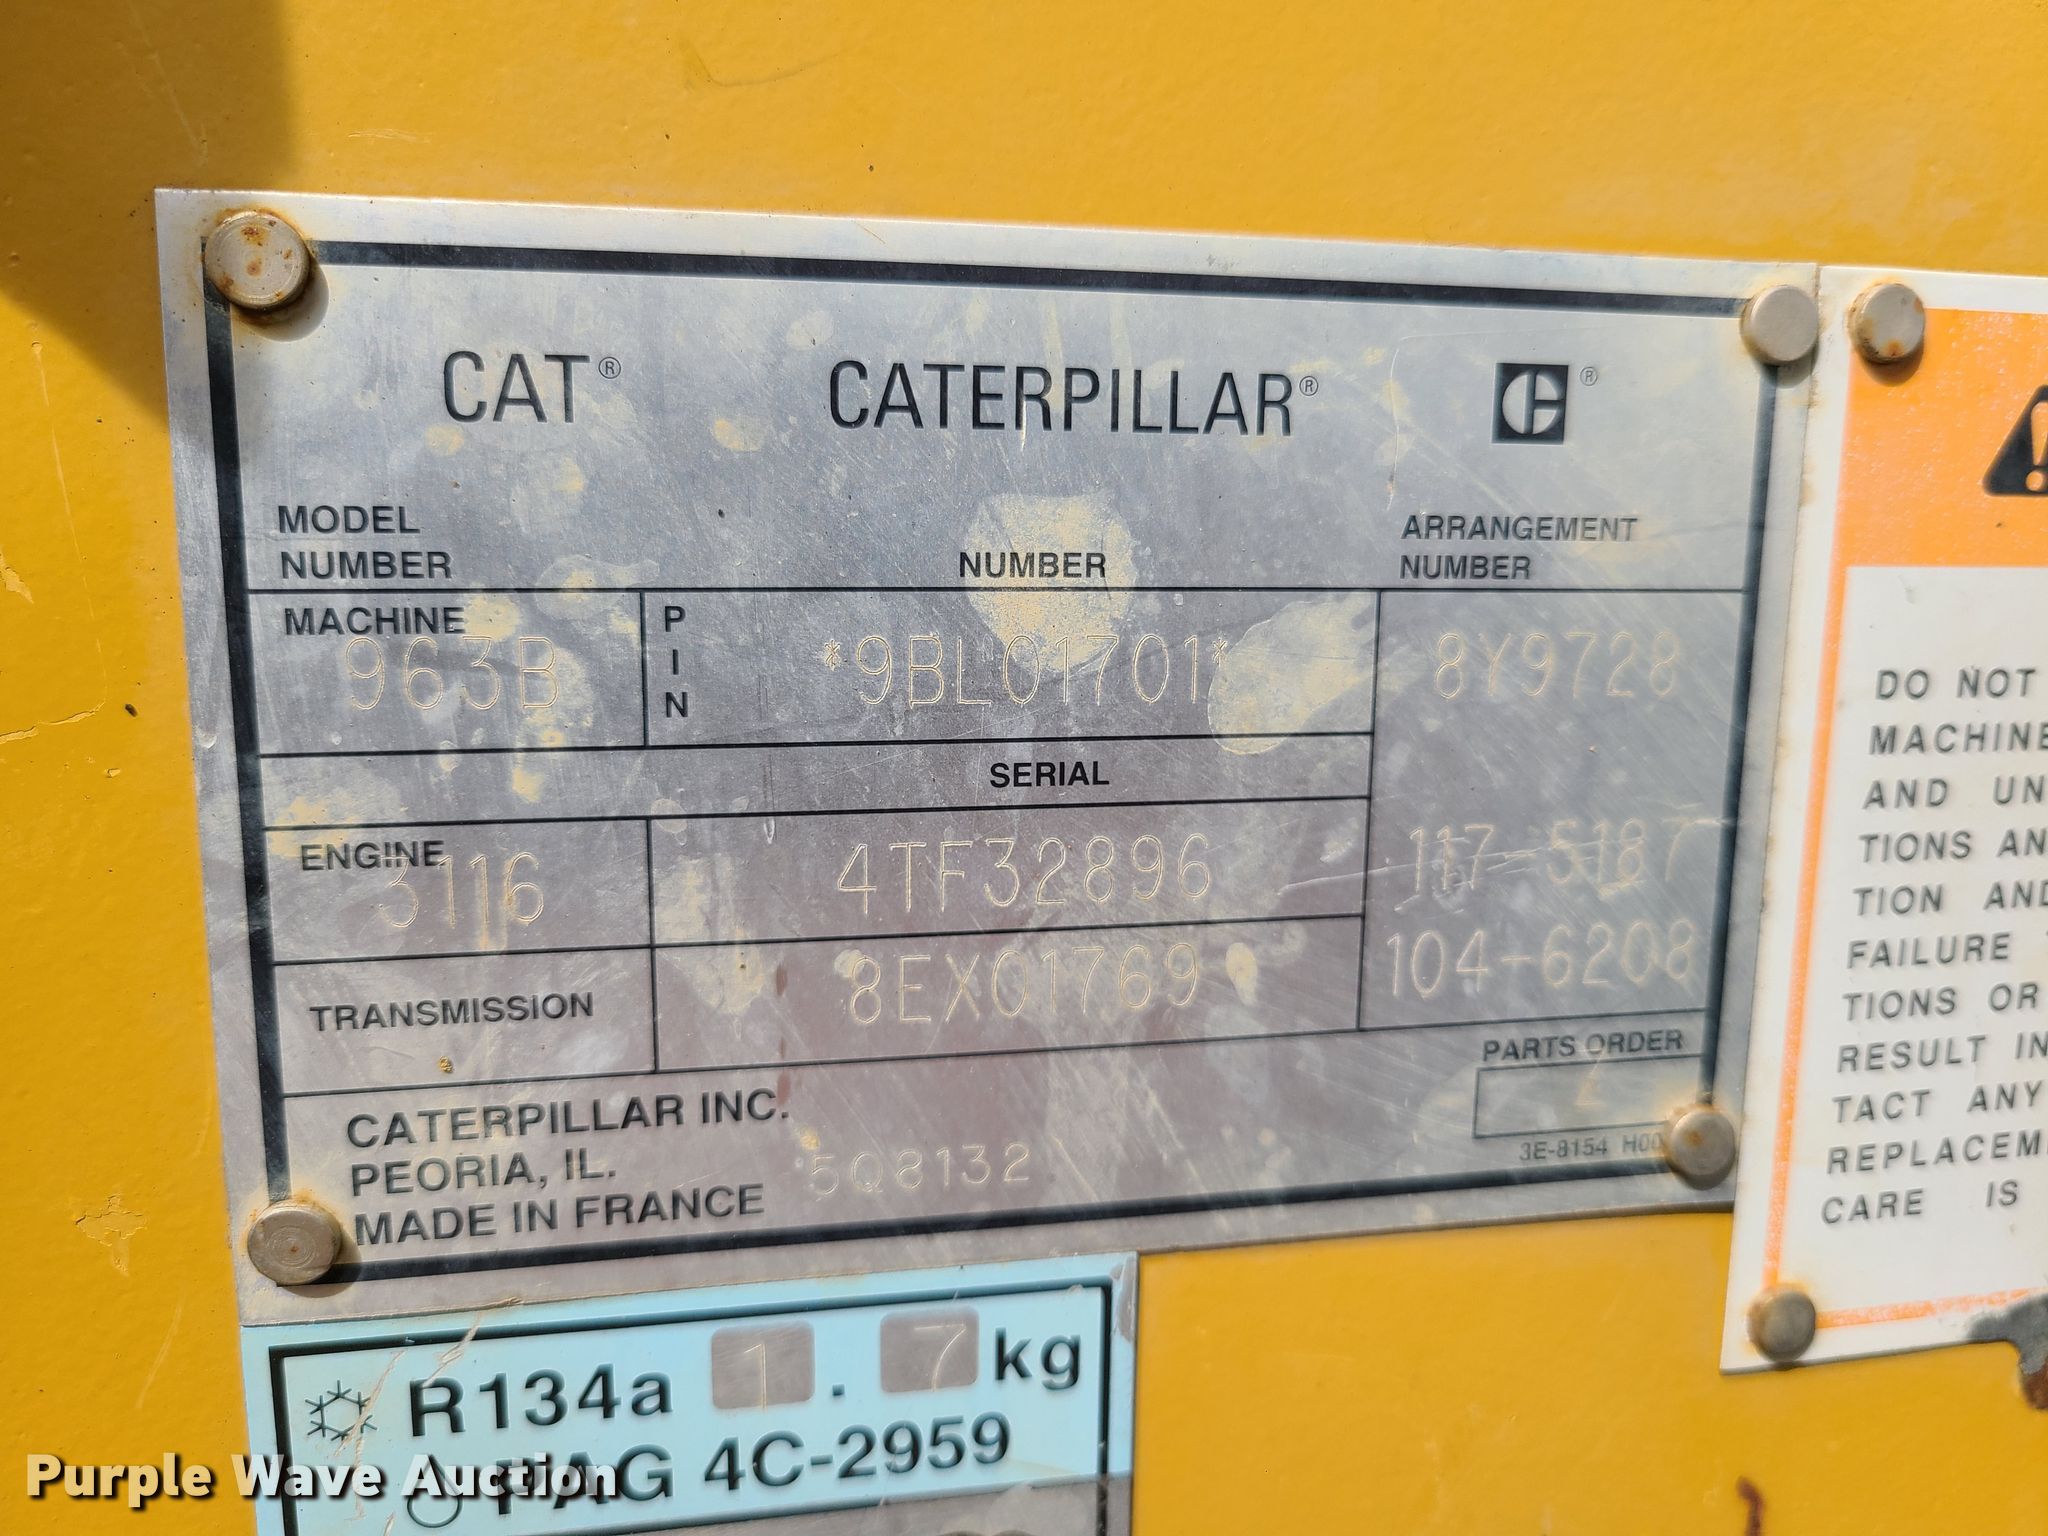 CAT® CATERPILLAR® ®
MODEL NUMBER
NUMBER
ARRANGEMENT NUMBER
MACHINE
963B
PIN
*9BL01701*
8Y9728
SERIAL
ENGINE
3116
4TF32896
117-5187
TRANSMISSION
8EX01769
104-6208
PARTS ORDER
CATERPILLAR INC.
PEORIA, IL.
MADE IN FRANCE
5Q8132
3E-8154
R134a 1.7 kg
PAG 4C-2959
DO NOT
MACHINE
AND UN
TIONS AN
TION AND
FAILURE
TIONS OR
RESULT IN
TACT ANY
REPLACEM
CARE IS
Purple Wave Auction